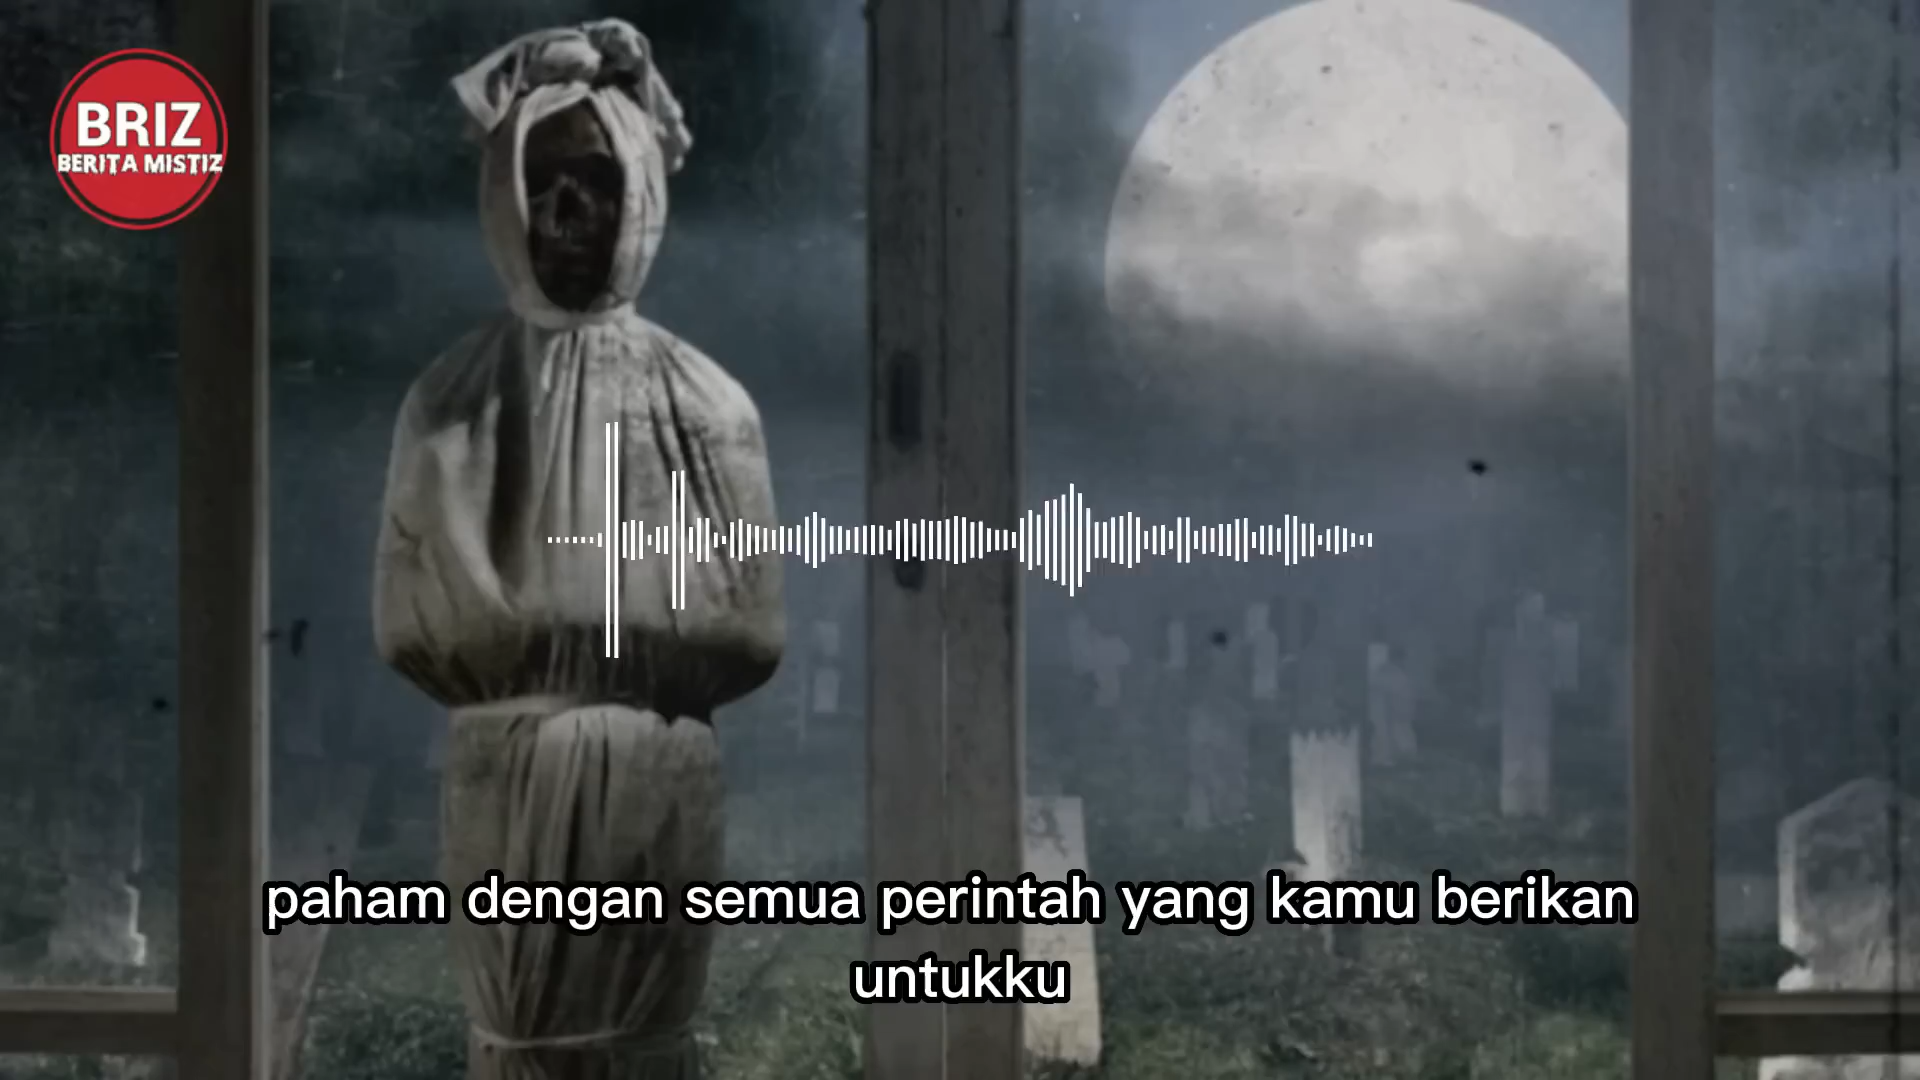 BRIZ
BERITA MISTIZ
paham dengan semua perintah yang kamu berikan
untukku